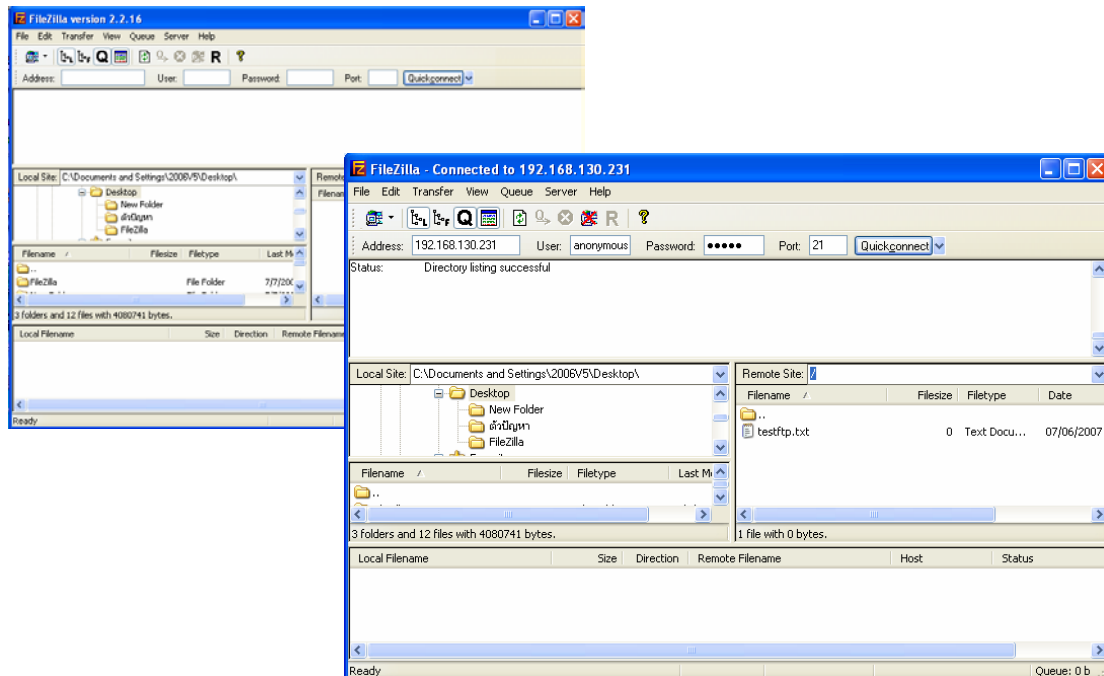 FileZilla version 2.2.16
File Edit Transfer View Queue Server Help
Address: User: Password: Port: Quickconnect
Local Site: C:\Documents and Settings\2006V5\Desktop\
Desktop
New Folder
ตัวปัญหา
FileZilla
Filename Filesize Filetype Last M
..
FileZilla File Folder 7/7/200
3 folders and 12 files with 4080741 bytes.
Local Filename Size Direction Remote Filename
Ready
FileZilla - Connected to 192.168.130.231
File Edit Transfer View Queue Server Help
Address: 192.168.130.231 User: anonymous Password: ●●●●● Port: 21 Quickconnect
Status: Directory listing successful
Local Site: C:\Documents and Settings\2006V5\Desktop\
Desktop
New Folder
ตัวปัญหา
FileZilla
Filename Filesize Filetype Last M
..
3 folders and 12 files with 4080741 bytes.
Remote Site: /
Filename Filesize Filetype Date
..
testftp.txt 0 Text Docu... 07/06/2007
1 file with 0 bytes.
Local Filename Size Direction Remote Filename Host Status
Ready Queue: 0 b